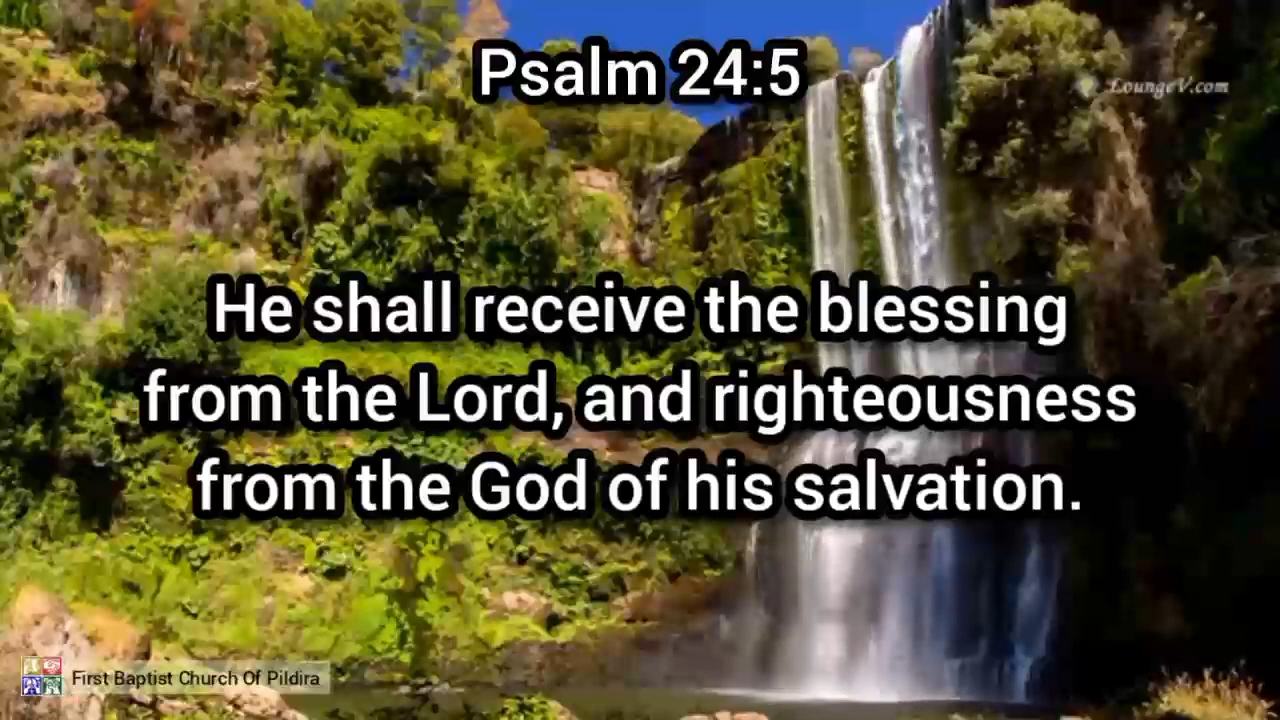 Psalm 24:5
LoungeV.com
He shall receive the blessing
from the Lord, and righteousness
from the God of his salvation.
First Baptist Church Of Pildira